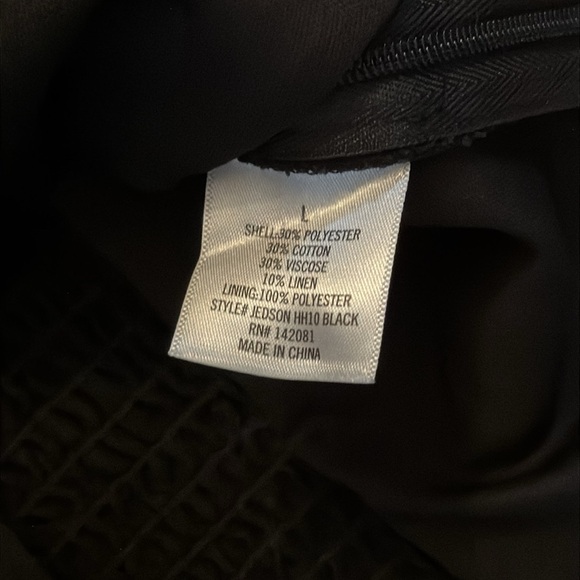 L
SHELL:30% POLYESTER
30% COTTON
30% VISCOSE
10% LINEN
LINING:100% POLYESTER
STYLE# JEDSON HH10 BLACK
RN# 142081
MADE IN CHINA